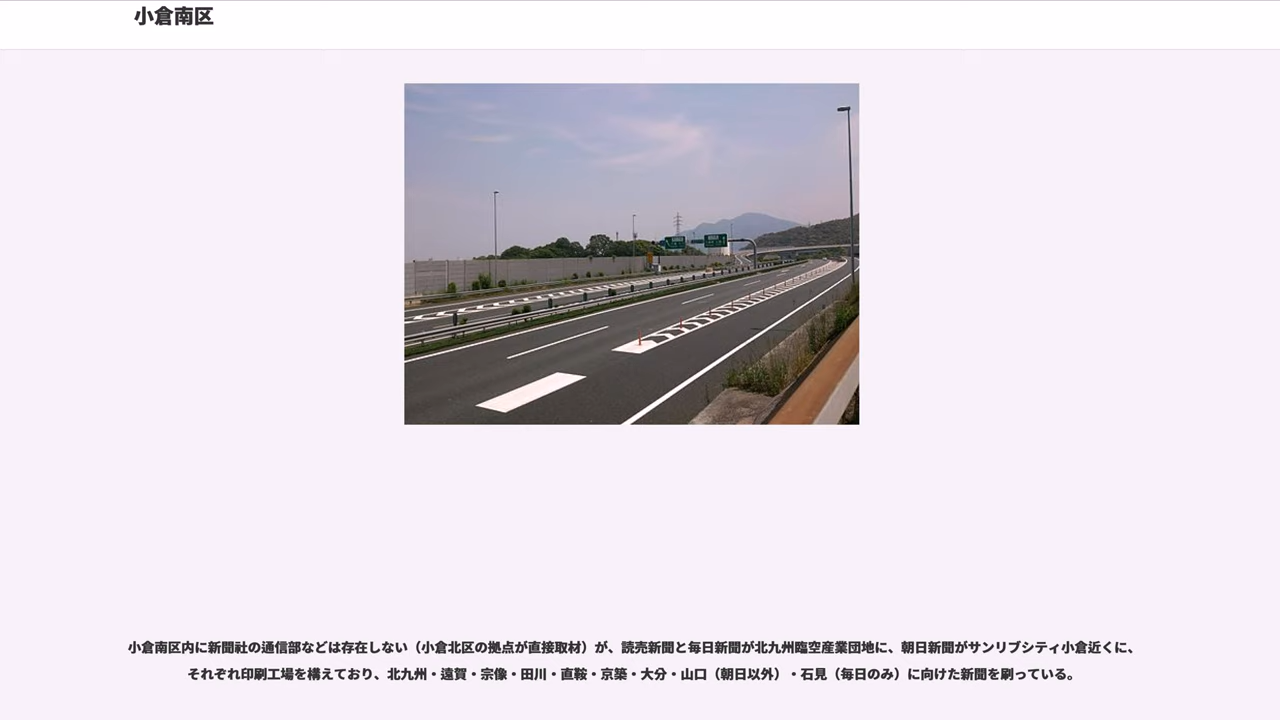 小倉南区
小倉南区内に新聞社の通信部などは存在しない（小倉北区の拠点が直接取材）が、読売新聞と毎日新聞が北九州臨空産業団地に、朝日新聞がサンリブシティ小倉近くに、
それぞれ印刷工場を構えており、北九州・遠賀・宗像・田川・直鞍・京築・大分・山口（朝日以外）・石見（毎日のみ）に向けた新聞を刷っている。